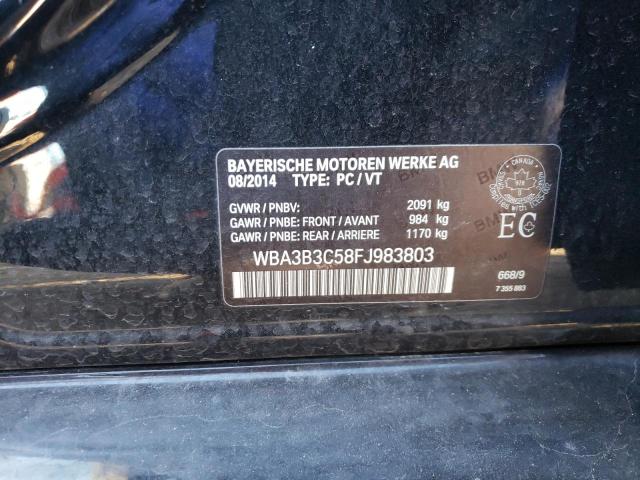 BAYERISCHE MOTOREN WERKE AG
08/2014 TYPE: PC / VT
GVWR / PNBV: 2091 kg
GAWR / PNBE: FRONT / AVANT 984 kg
GAWR / PNBE: REAR / ARRIERE 1170 kg
WBA3B3C58FJ983803
CANADA
EC
668/9
7 355 883